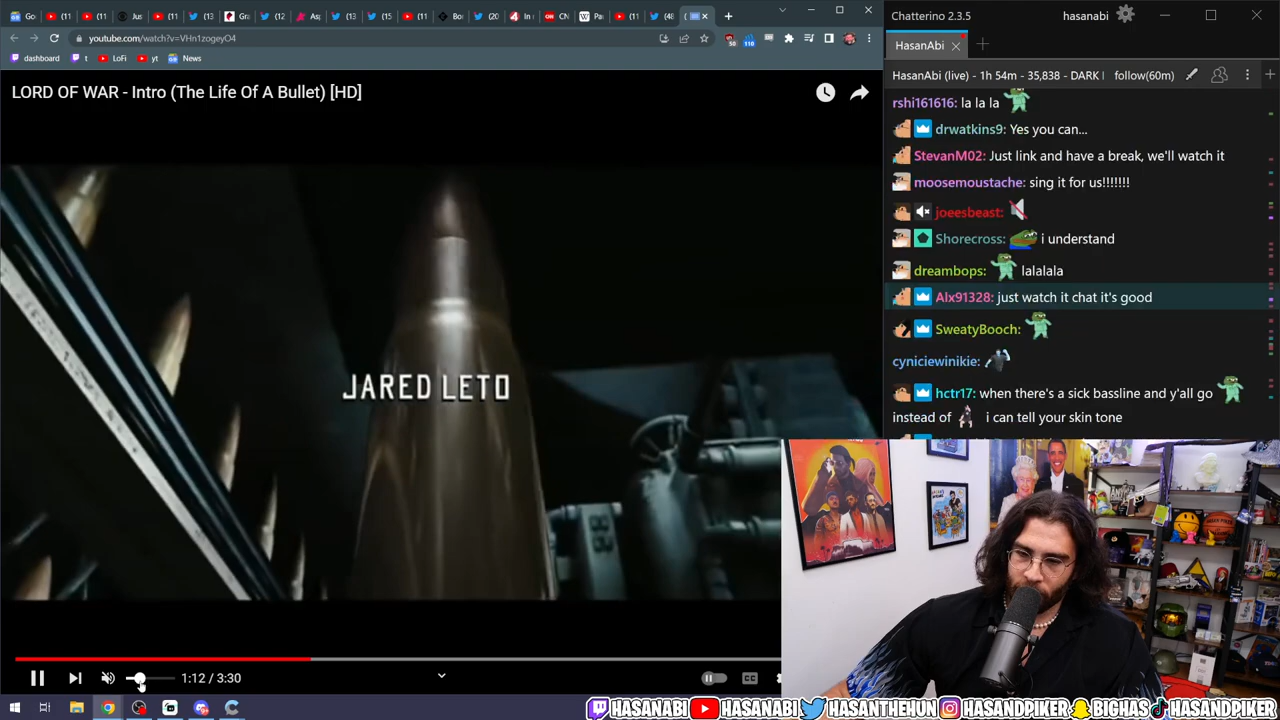 youtube.com/watch?v=VHn1zogeyO4
dashboard
t
LoFi
yt
News
LORD OF WAR - Intro (The Life Of A Bullet) [HD]
JARED LETO
1:12 / 3:30
CC
Chatterino 2.3.5
hasanabi
HasanAbi
HasanAbi (live) - 1h 54m - 35,838 - DARK
follow(60m)
rshi161616: la la la
drwatkins9: Yes you can...
StevanM02: Just link and have a break, we'll watch it
moosemoustache: sing it for us!!!!!!!
joeesbeast:
Shorecross: i understand
dreambops: lalalala
Alx91328: just watch it chat it's good
SweatyBooch:
cyniciewinikie:
hctr17: when there's a sick bassline and y'all go
instead of i can tell your skin tone
HASANABI HASANABI HASANTHEHUN HASANDPIKER BIGHAS HASANDPIKER